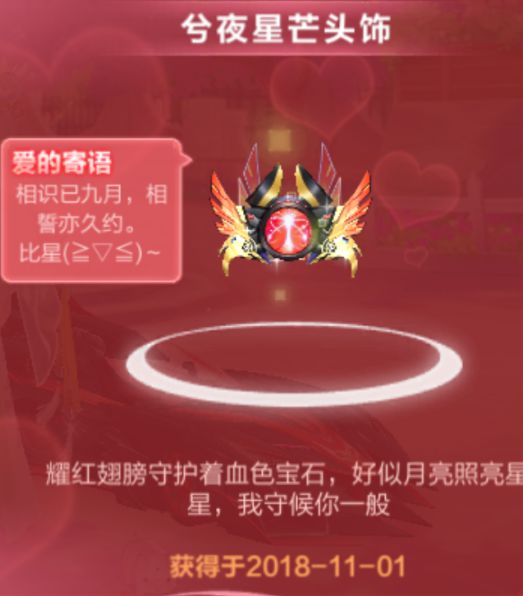 兮夜星芒头饰
爱的寄语
相识已九月，相
誓亦久约。
比星(≧▽≦)~
耀红翅膀守护着血色宝石，好似月亮照亮星
星，我守候你一般
获得于2018-11-01